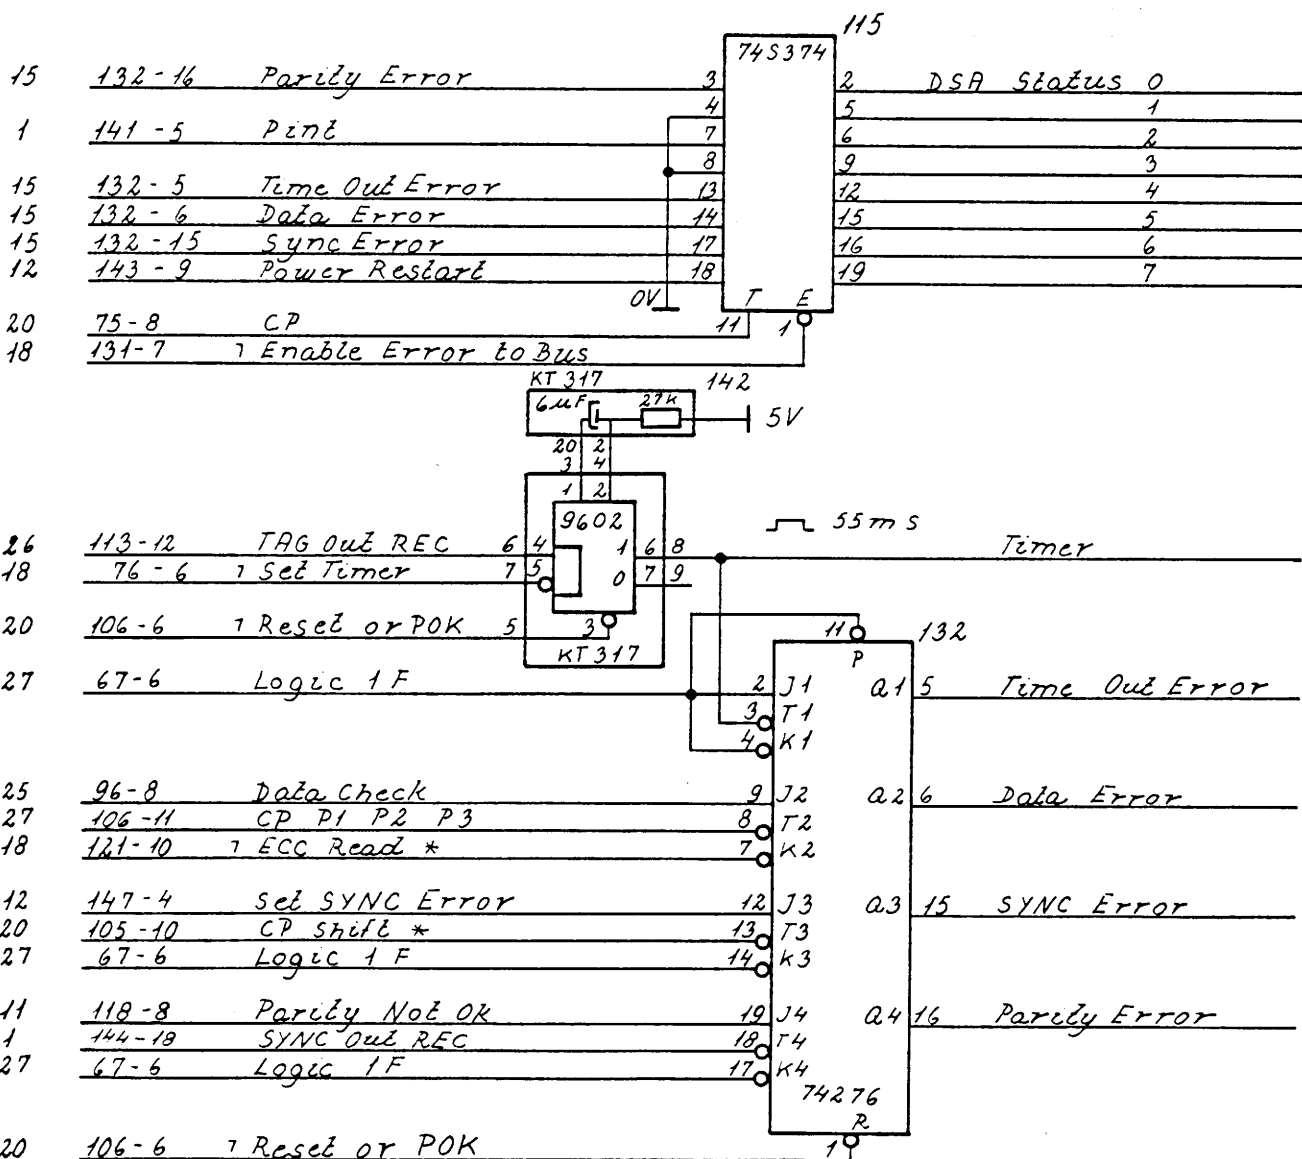 115
74S374
15 132-16 Parity Error 3 2 DSA Status 0
4 5 1
1 141-5 Pint 7 6 2
8 9 3
15 132-5 Time Out Error 13 12 4
15 132-6 Data Error 14 15 5
15 132-15 Sync Error 17 16 6
12 143-9 Power Restart 18 19 7
0V T E
20 75-8 CP 11 1
18 131-7 ¬ Enable Error to Bus
KT 317 142
6µF 27k 5V
20 2
3 4
1 2
9602 55ms
26 113-12 TAG Out REC 6 4 1 6 8 Timer
18 76-6 ¬ Set Timer 7 5 0 7 9
20 106-6 ¬ Reset or POK 5 3 11 132
KT 317 P
27 67-6 Logic 1 F 2 J1 Q1 5 Time Out Error
3 T1
4 K1
25 96-8 Data Check 9 J2 Q2 6 Data Error
27 106-11 CP P1 P2 P3 8 T2
18 121-10 ¬ ECC Read * 7 K2
12 147-4 Set SYNC Error 12 J3 Q3 15 SYNC Error
20 105-10 CP Shift * 13 T3
27 67-6 Logic 1 F 14 K3
11 118-8 Parity Not Ok 19 J4 Q4 16 Parity Error
1 144-18 SYNC Out REC 18 T4
27 67-6 Logic 1F 17 K4
74276
R
20 106-6 ¬ Reset or POK 1